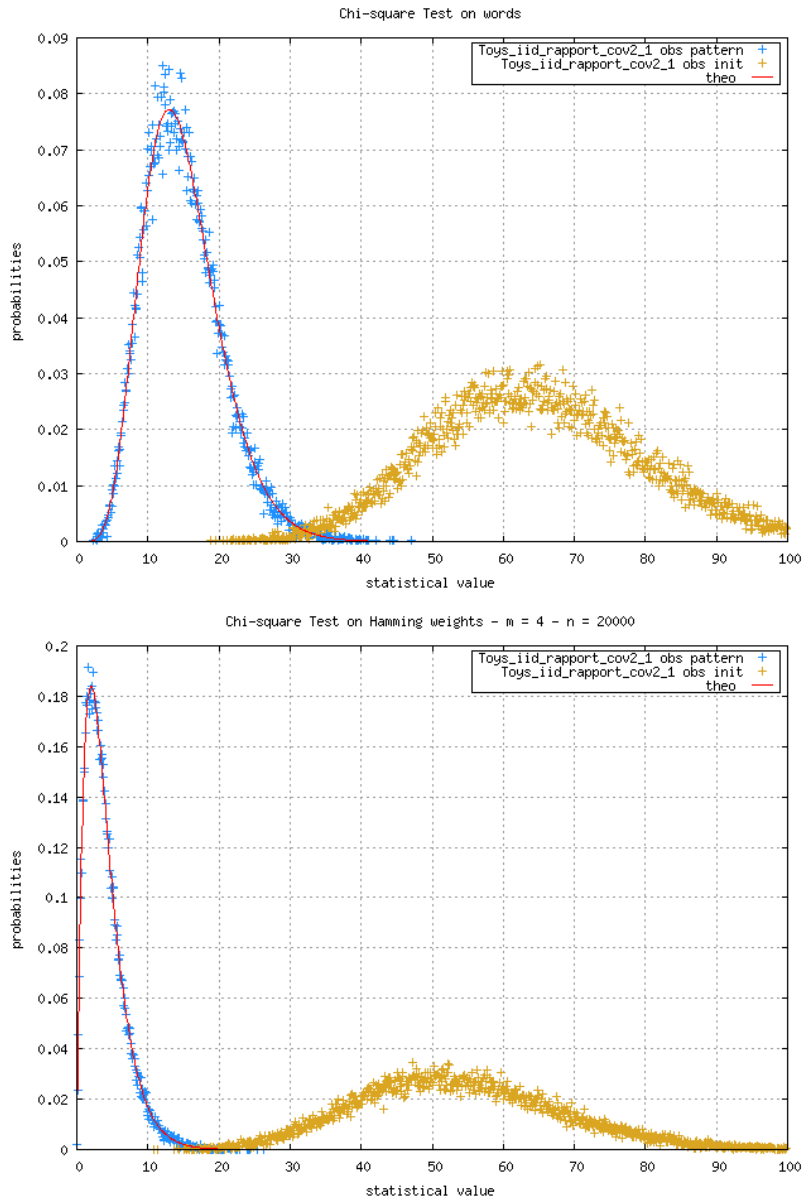 Chi-square Test on words
0.09
0.08
0.07
0.06
0.05
0.04
0.03
0.02
0.01
0
probabilities
Toys_iid_rapport_cov2_1 obs pattern
Toys_iid_rapport_cov2_1 obs init
theo
0 10 20 30 40 50 60 70 80 90 100
statistical value
Chi-square Test on Hamming weights - m = 4 - n = 20000
0.2
0.18
0.16
0.14
0.12
0.1
0.08
0.06
0.04
0.02
0
probabilities
Toys_iid_rapport_cov2_1 obs pattern
Toys_iid_rapport_cov2_1 obs init
theo
0 10 20 30 40 50 60 70 80 90 100
statistical value